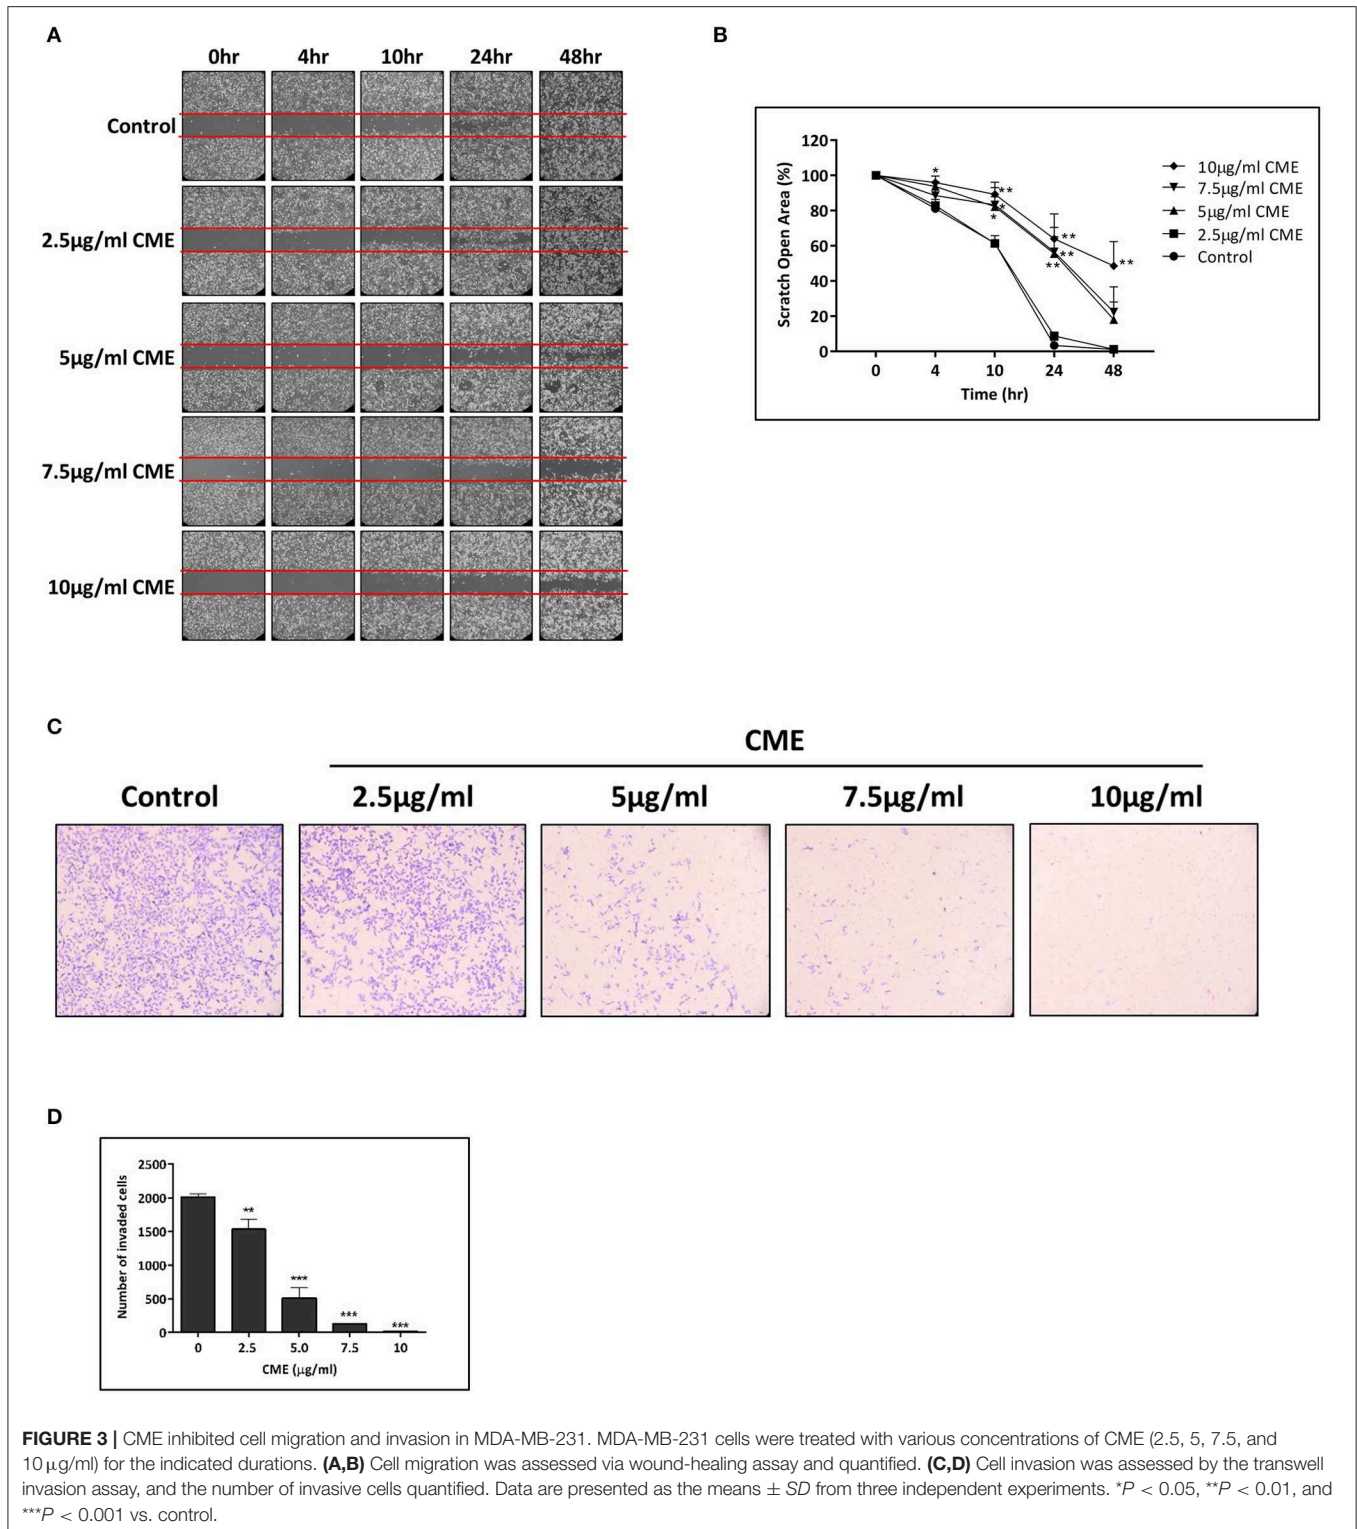 A
0hr 4hr 10hr 24hr 48hr
Control
2.5μg/ml CME
5μg/ml CME
7.5μg/ml CME
10μg/ml CME
B
Scratch Open Area (%)
120
100
80
60
40
20
0
0 4 10 24 48
Time (hr)
*
**
*
*
**
**
**
**
10μg/ml CME
7.5μg/ml CME
5μg/ml CME
2.5μg/ml CME
Control
C
CME
Control 2.5μg/ml 5μg/ml 7.5μg/ml 10μg/ml
D
Number of invaded cells
2500
2000
1500
1000
500
0
**
***
***
***
0 2.5 5.0 7.5 10
CME (μg/ml)
FIGURE 3 | CME inhibited cell migration and invasion in MDA-MB-231. MDA-MB-231 cells were treated with various concentrations of CME (2.5, 5, 7.5, and
10 μg/ml) for the indicated durations. (A,B) Cell migration was assessed via wound-healing assay and quantified. (C,D) Cell invasion was assessed by the transwell
invasion assay, and the number of invasive cells quantified. Data are presented as the means ± SD from three independent experiments. *P < 0.05, **P < 0.01, and
***P < 0.001 vs. control.